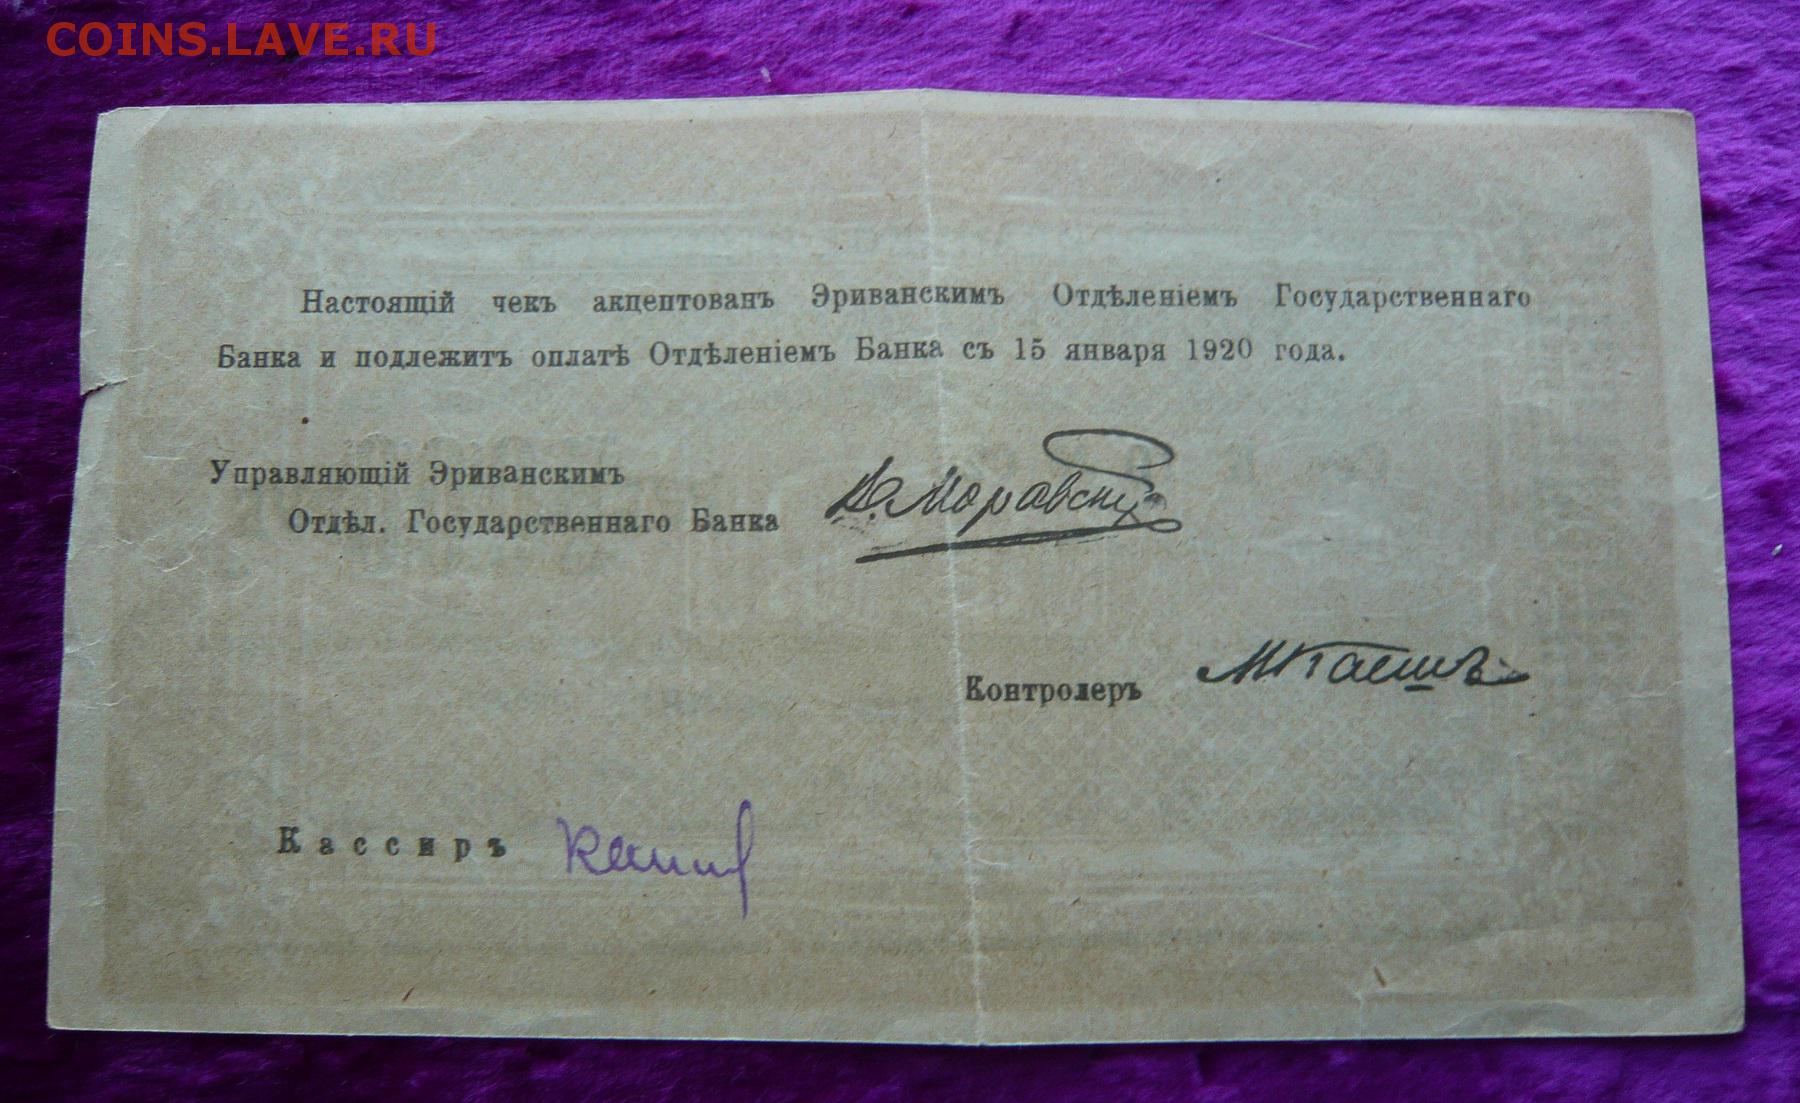 COINS.LAVE.RU
Настоящій чекъ акцептованъ Эриванскимъ Отдѣленіемъ Государственнаго
Банка и подлежитъ оплатѣ Отдѣленіемъ Банка съ 15 января 1920 года.
Управляющій Эриванскимъ
Отдѣл. Государственнаго Банка
Контролеръ
Кассиръ